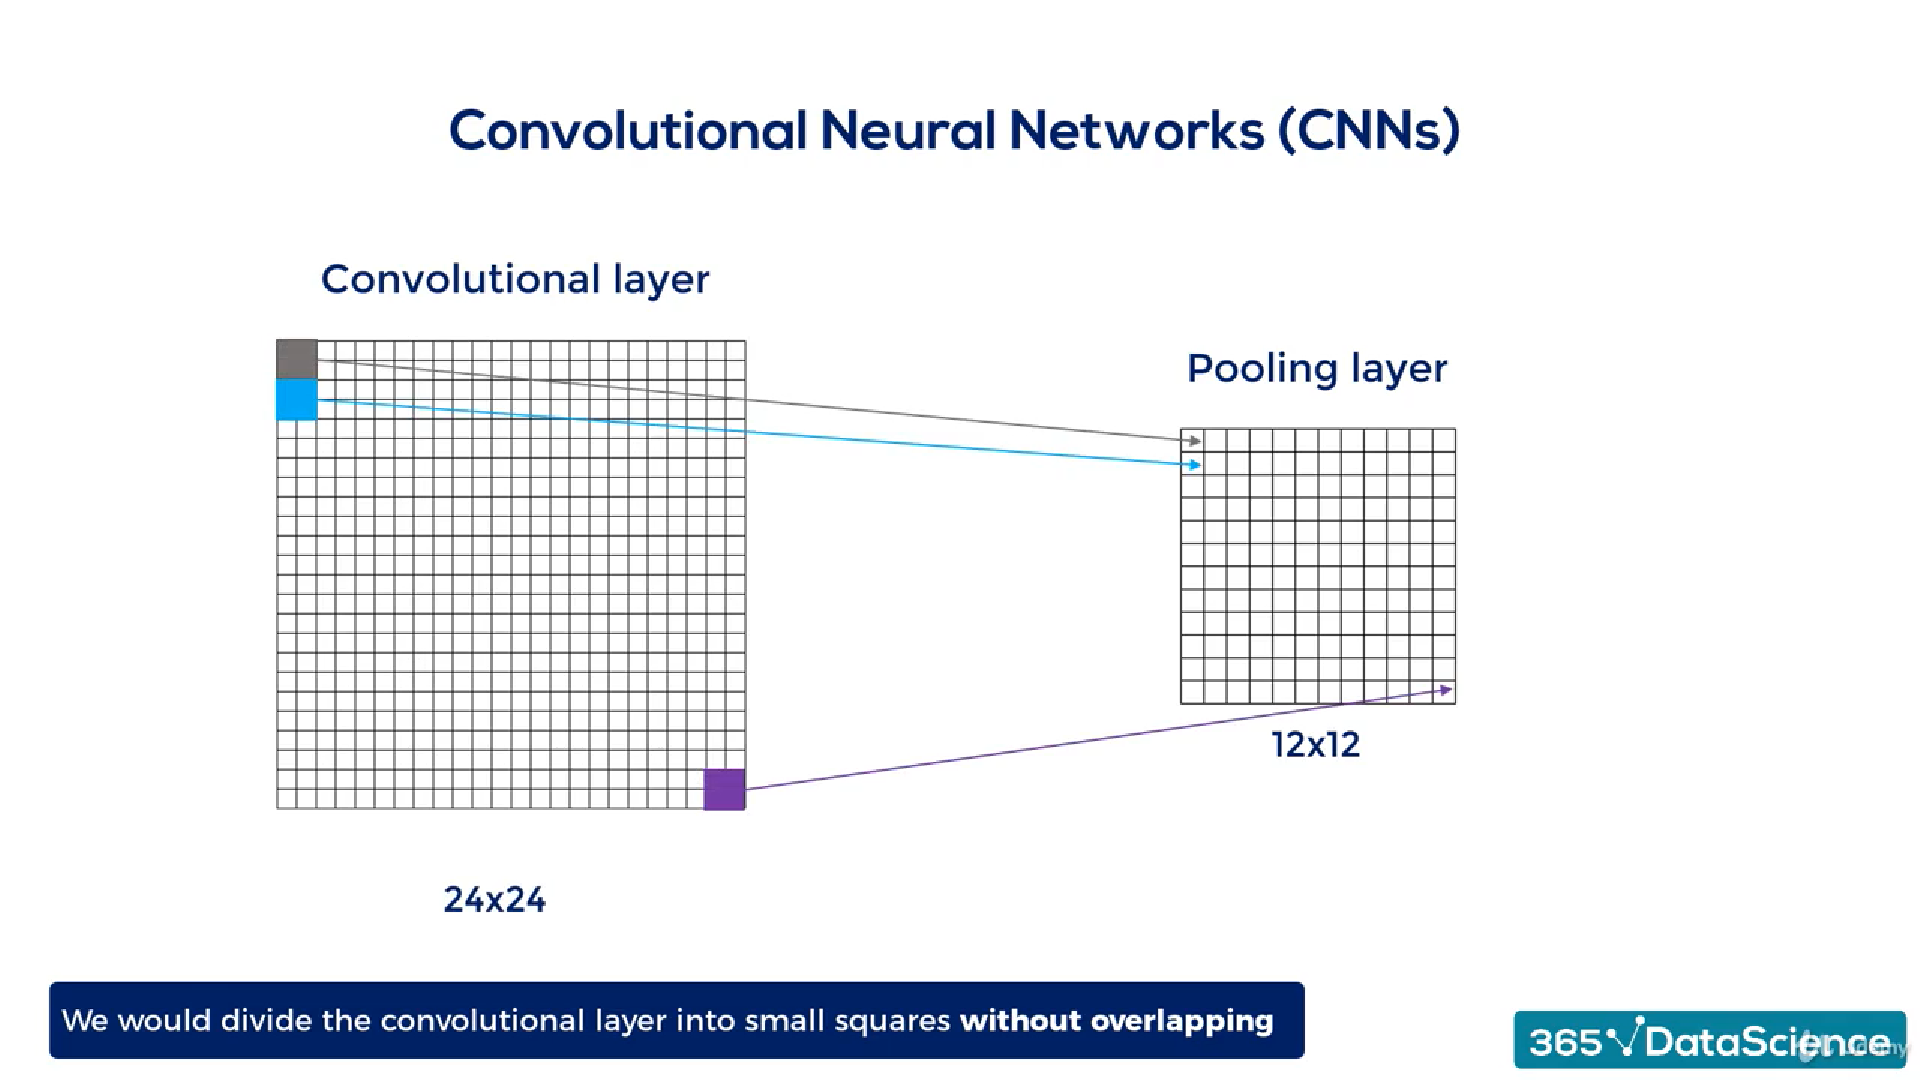 Convolutional Neural Networks (CNNs)
Convolutional layer
Pooling layer
12x12
24x24
We would divide the convolutional layer into small squares without overlapping
365 DataScience
Udemy